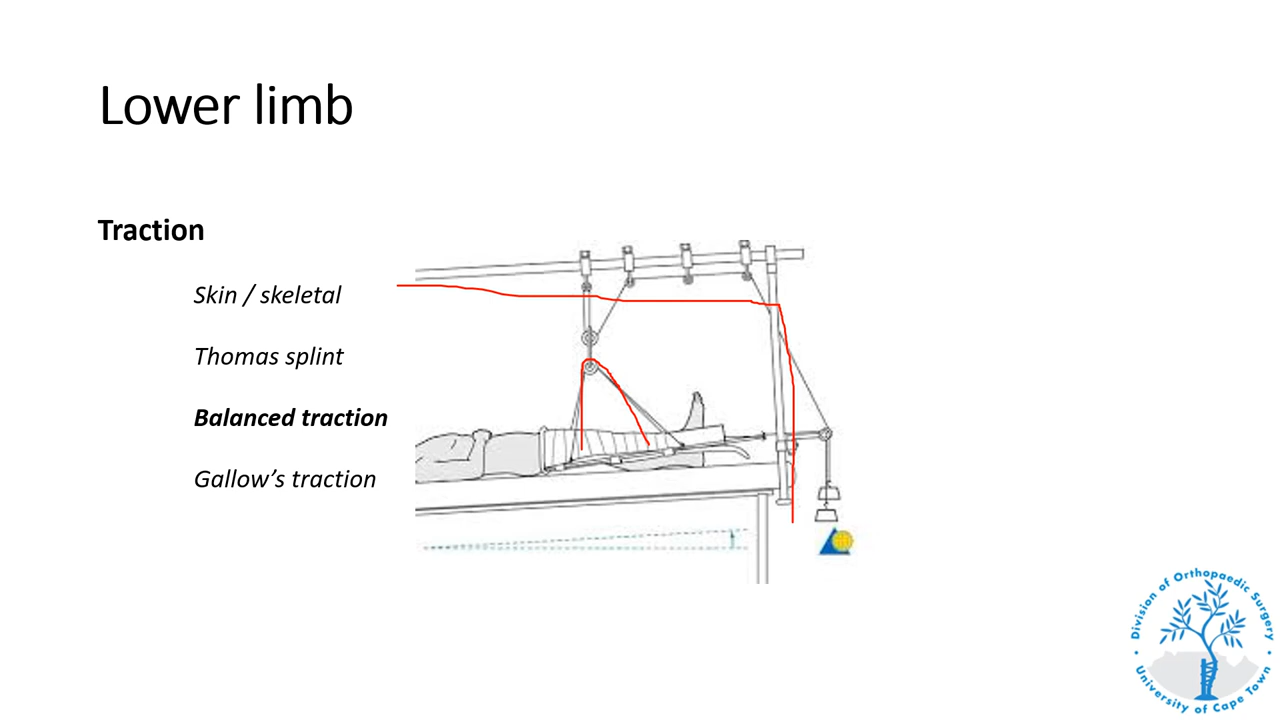 Lower limb
Traction
Skin / skeletal
Thomas splint
Balanced traction
Gallow’s traction
Division of Orthopaedic Surgery
• University of Cape Town •